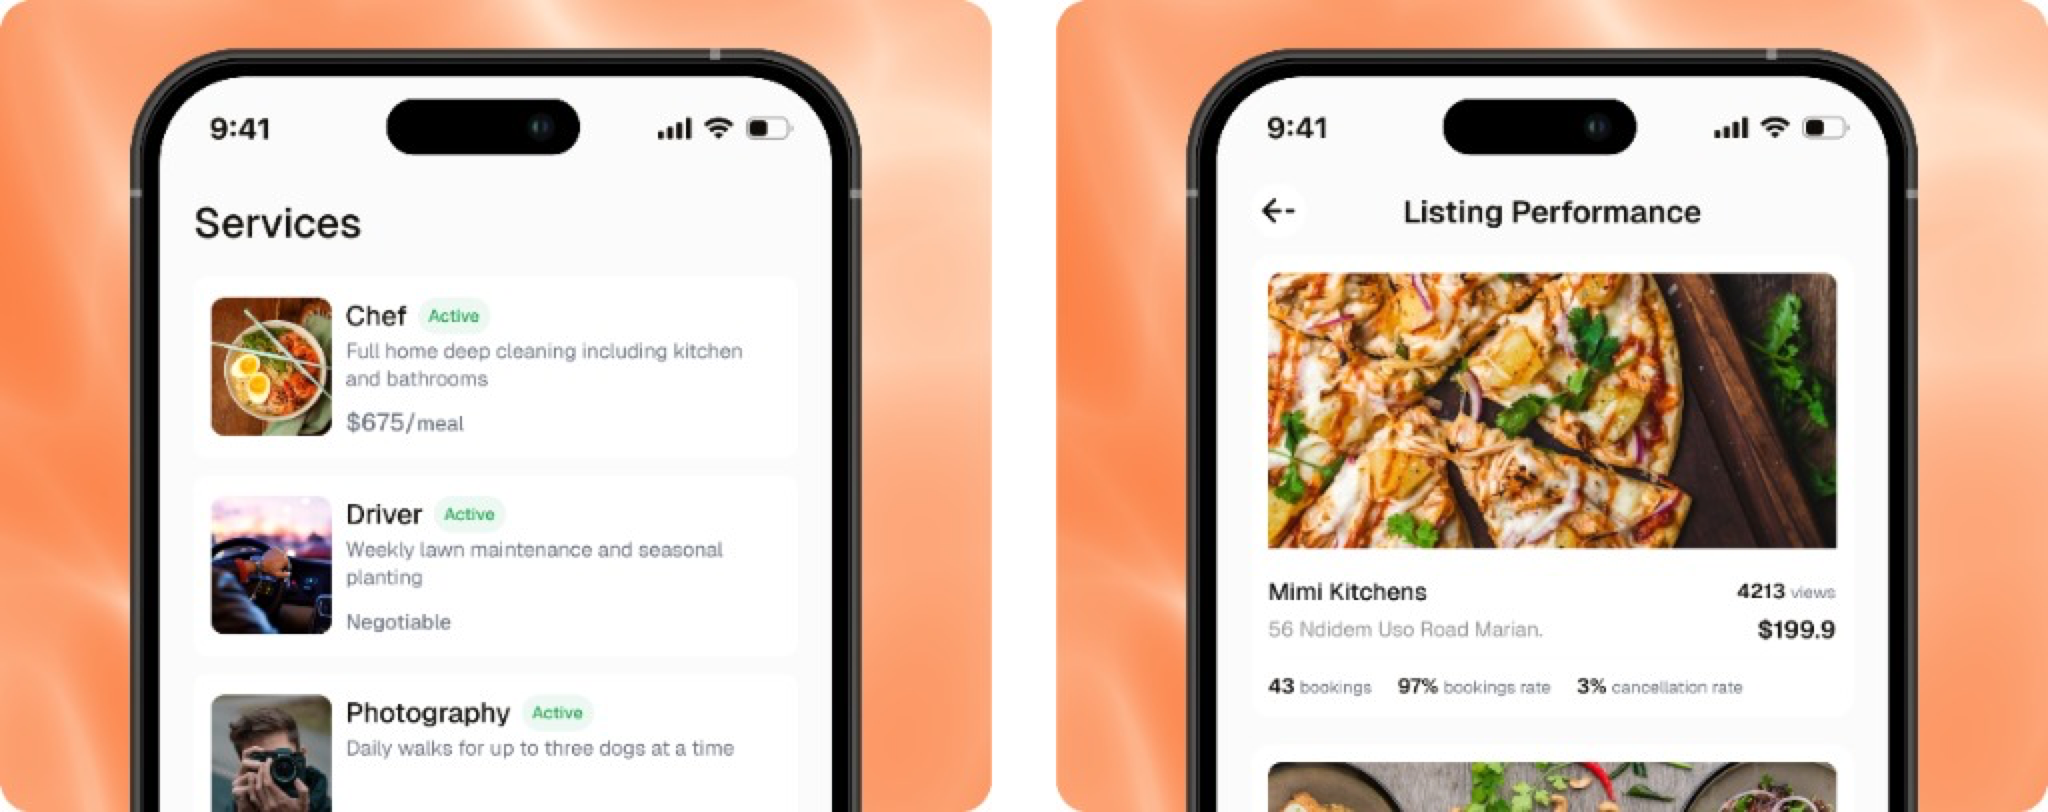 9:41
Services
Chef Active
Full home deep cleaning including kitchen
and bathrooms
$675/meal
Driver Active
Weekly lawn maintenance and seasonal
planting
Negotiable
Photography Active
Daily walks for up to three dogs at a time
9:41
Listing Performance
Mimi Kitchens 4213 views
56 Ndidem Uso Road Marian. $199.9
43 bookings 97% bookings rate 3% cancellation rate